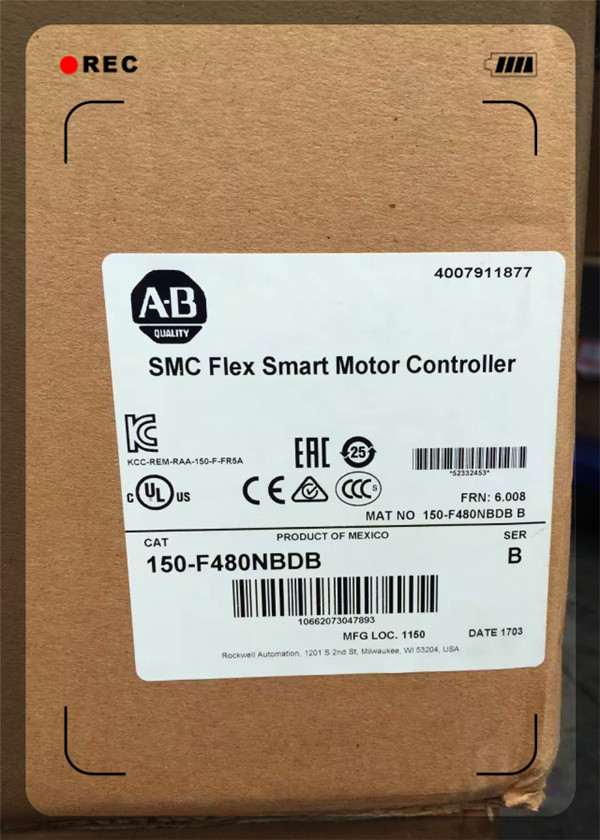 REC
4007911877
A-B
QUALITY
SMC Flex Smart Motor Controller
KCC-REM-RAA-150-F-FR5A
EAC 25
*52332453*
C UL US CE CCC S
FRN: 6.008
MAT NO 150-F480NBDB B
CAT PRODUCT OF MEXICO SER
150-F480NBDB B
10662073047893
MFG LOC. 1150 DATE 1703
Rockwell Automation, 1201 S 2nd St, Milwaukee, WI 53204, USA